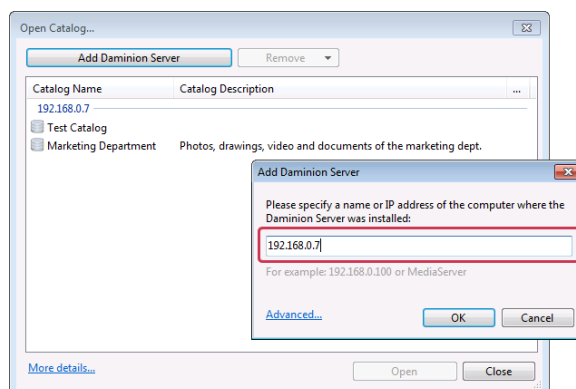 Open Catalog...
Add Daminion Server
Remove
Catalog Name Catalog Description ...
192.168.0.7
Test Catalog
Marketing Department Photos, drawings, video and documents of the marketing dept.
Add Daminion Server
Please specify a name or IP address of the computer where the
Daminion Server was installed:
192.168.0.7
For example: 192.168.0.100 or MediaServer
Advanced...
OK
Cancel
More details...
Open
Close